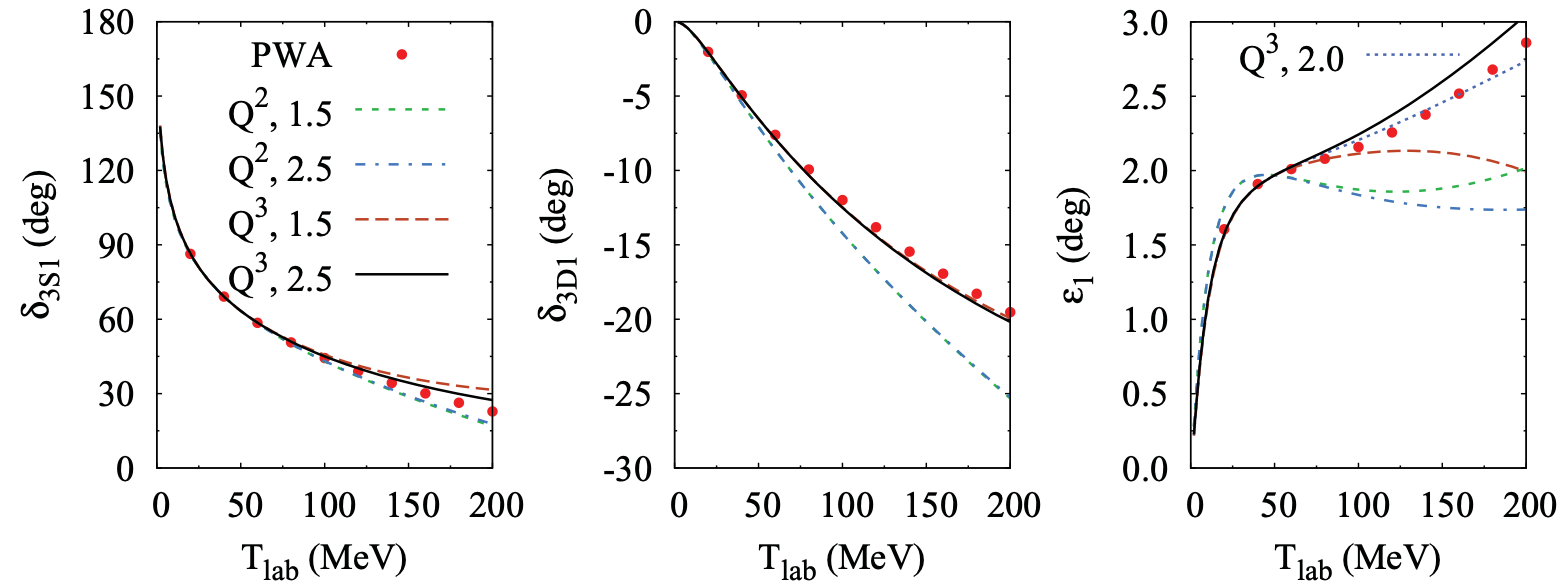 180
150
120
90
60
30
0
δ3S1 (deg)
0 50 100 150 200
Tlab (MeV)
PWA
Q², 1.5
Q², 2.5
Q³, 1.5
Q³, 2.5
0
-5
-10
-15
-20
-25
-30
δ3D1 (deg)
0 50 100 150 200
Tlab (MeV)
3.0
2.5
2.0
1.5
1.0
0.5
0.0
ε1 (deg)
0 50 100 150 200
Tlab (MeV)
Q³, 2.0